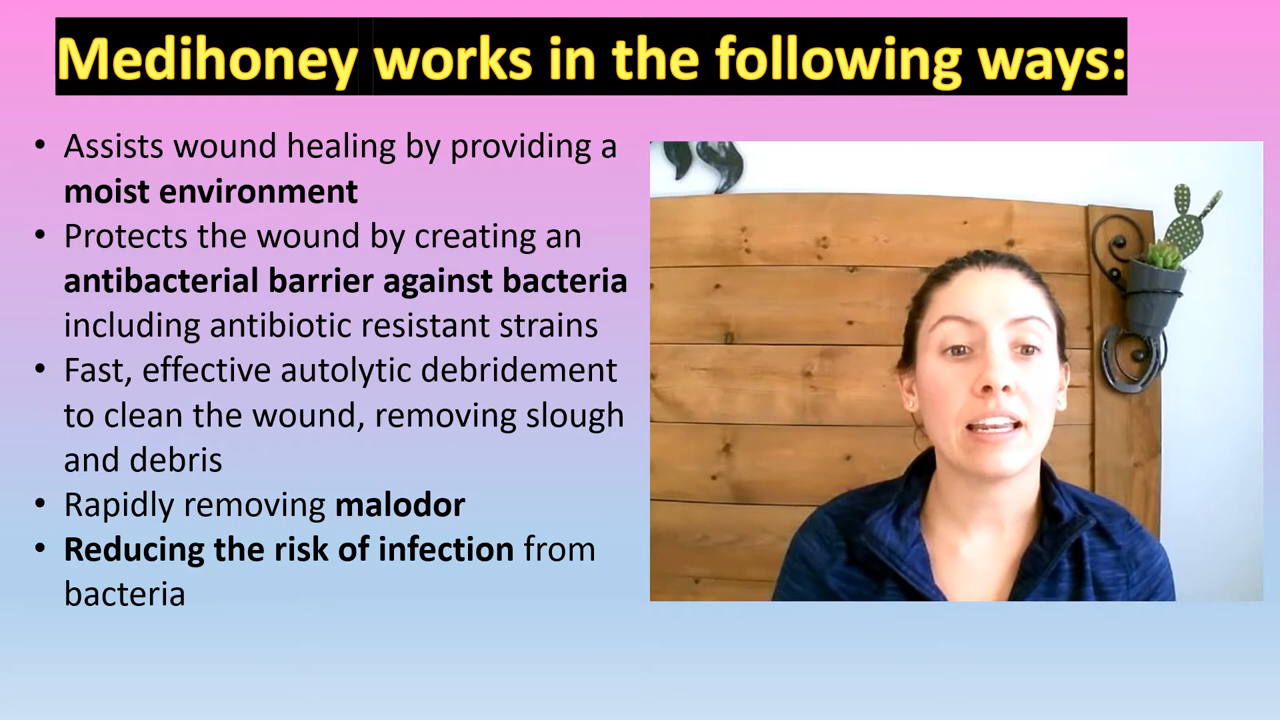 Medihoney works in the following ways:
• Assists wound healing by providing a
moist environment
• Protects the wound by creating an
antibacterial barrier against bacteria
including antibiotic resistant strains
• Fast, effective autolytic debridement
to clean the wound, removing slough
and debris
• Rapidly removing malodor
• Reducing the risk of infection from
bacteria